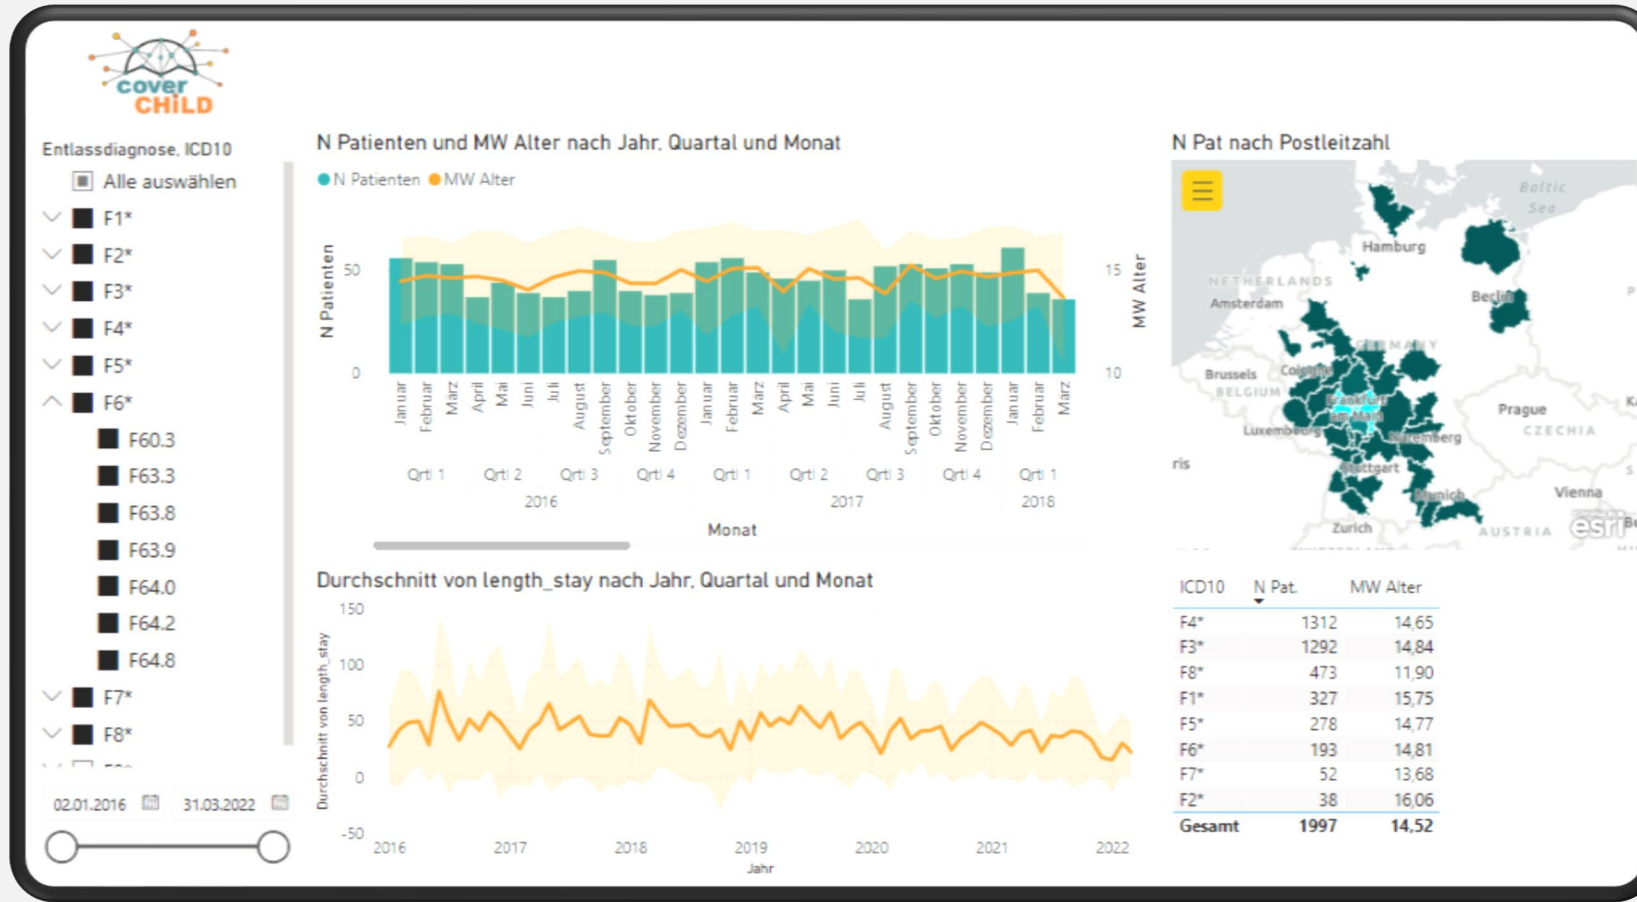 cover
CHiLD
Entlassdiagnose, ICD10
Alle auswählen
F1*
F2*
F3*
F4*
F5*
F6*
F60.3
F63.3
F63.8
F63.9
F64.0
F64.2
F64.8
F7*
F8*
02.01.2016 31.03.2022
N Patienten und MW Alter nach Jahr, Quartal und Monat
N Patienten MW Alter
N Patienten
50
0
15
10
MW Alter
Januar Februar März April Mai Juni Juli August September Oktober November Dezember Januar Februar März April Mai Juni Juli August September Oktober November Dezember Januar Februar März
Qrtl 1 Qrtl 2 Qrtl 3 Qrtl 4 Qrtl 1 Qrtl 2 Qrtl 3 Qrtl 4 Qrtl 1
2016 2017 2018
Monat
Durchschnitt von length_stay nach Jahr, Quartal und Monat
Durchschnitt von length_stay
150
100
50
0
-50
2016 2017 2018 2019 2020 2021 2022
Jahr
N Pat nach Postleitzahl
Baltic
Sea
Hamburg
NETHERLANDS
Amsterdam
Berlin
GERMANY
Brussels
Cologne
BELGIUM
Frankfurt
am Main
Prague
Luxembourg
Nuremberg
CZECHIA
ris
Stuttgart
Munich
Vienna
Zurich
AUSTRIA
esri
ICD10 N Pat. MW Alter
F4* 1312 14,65
F3* 1292 14,84
F8* 473 11,90
F1* 327 15,75
F5* 278 14,77
F6* 193 14,81
F7* 52 13,68
F2* 38 16,06
Gesamt 1997 14,52